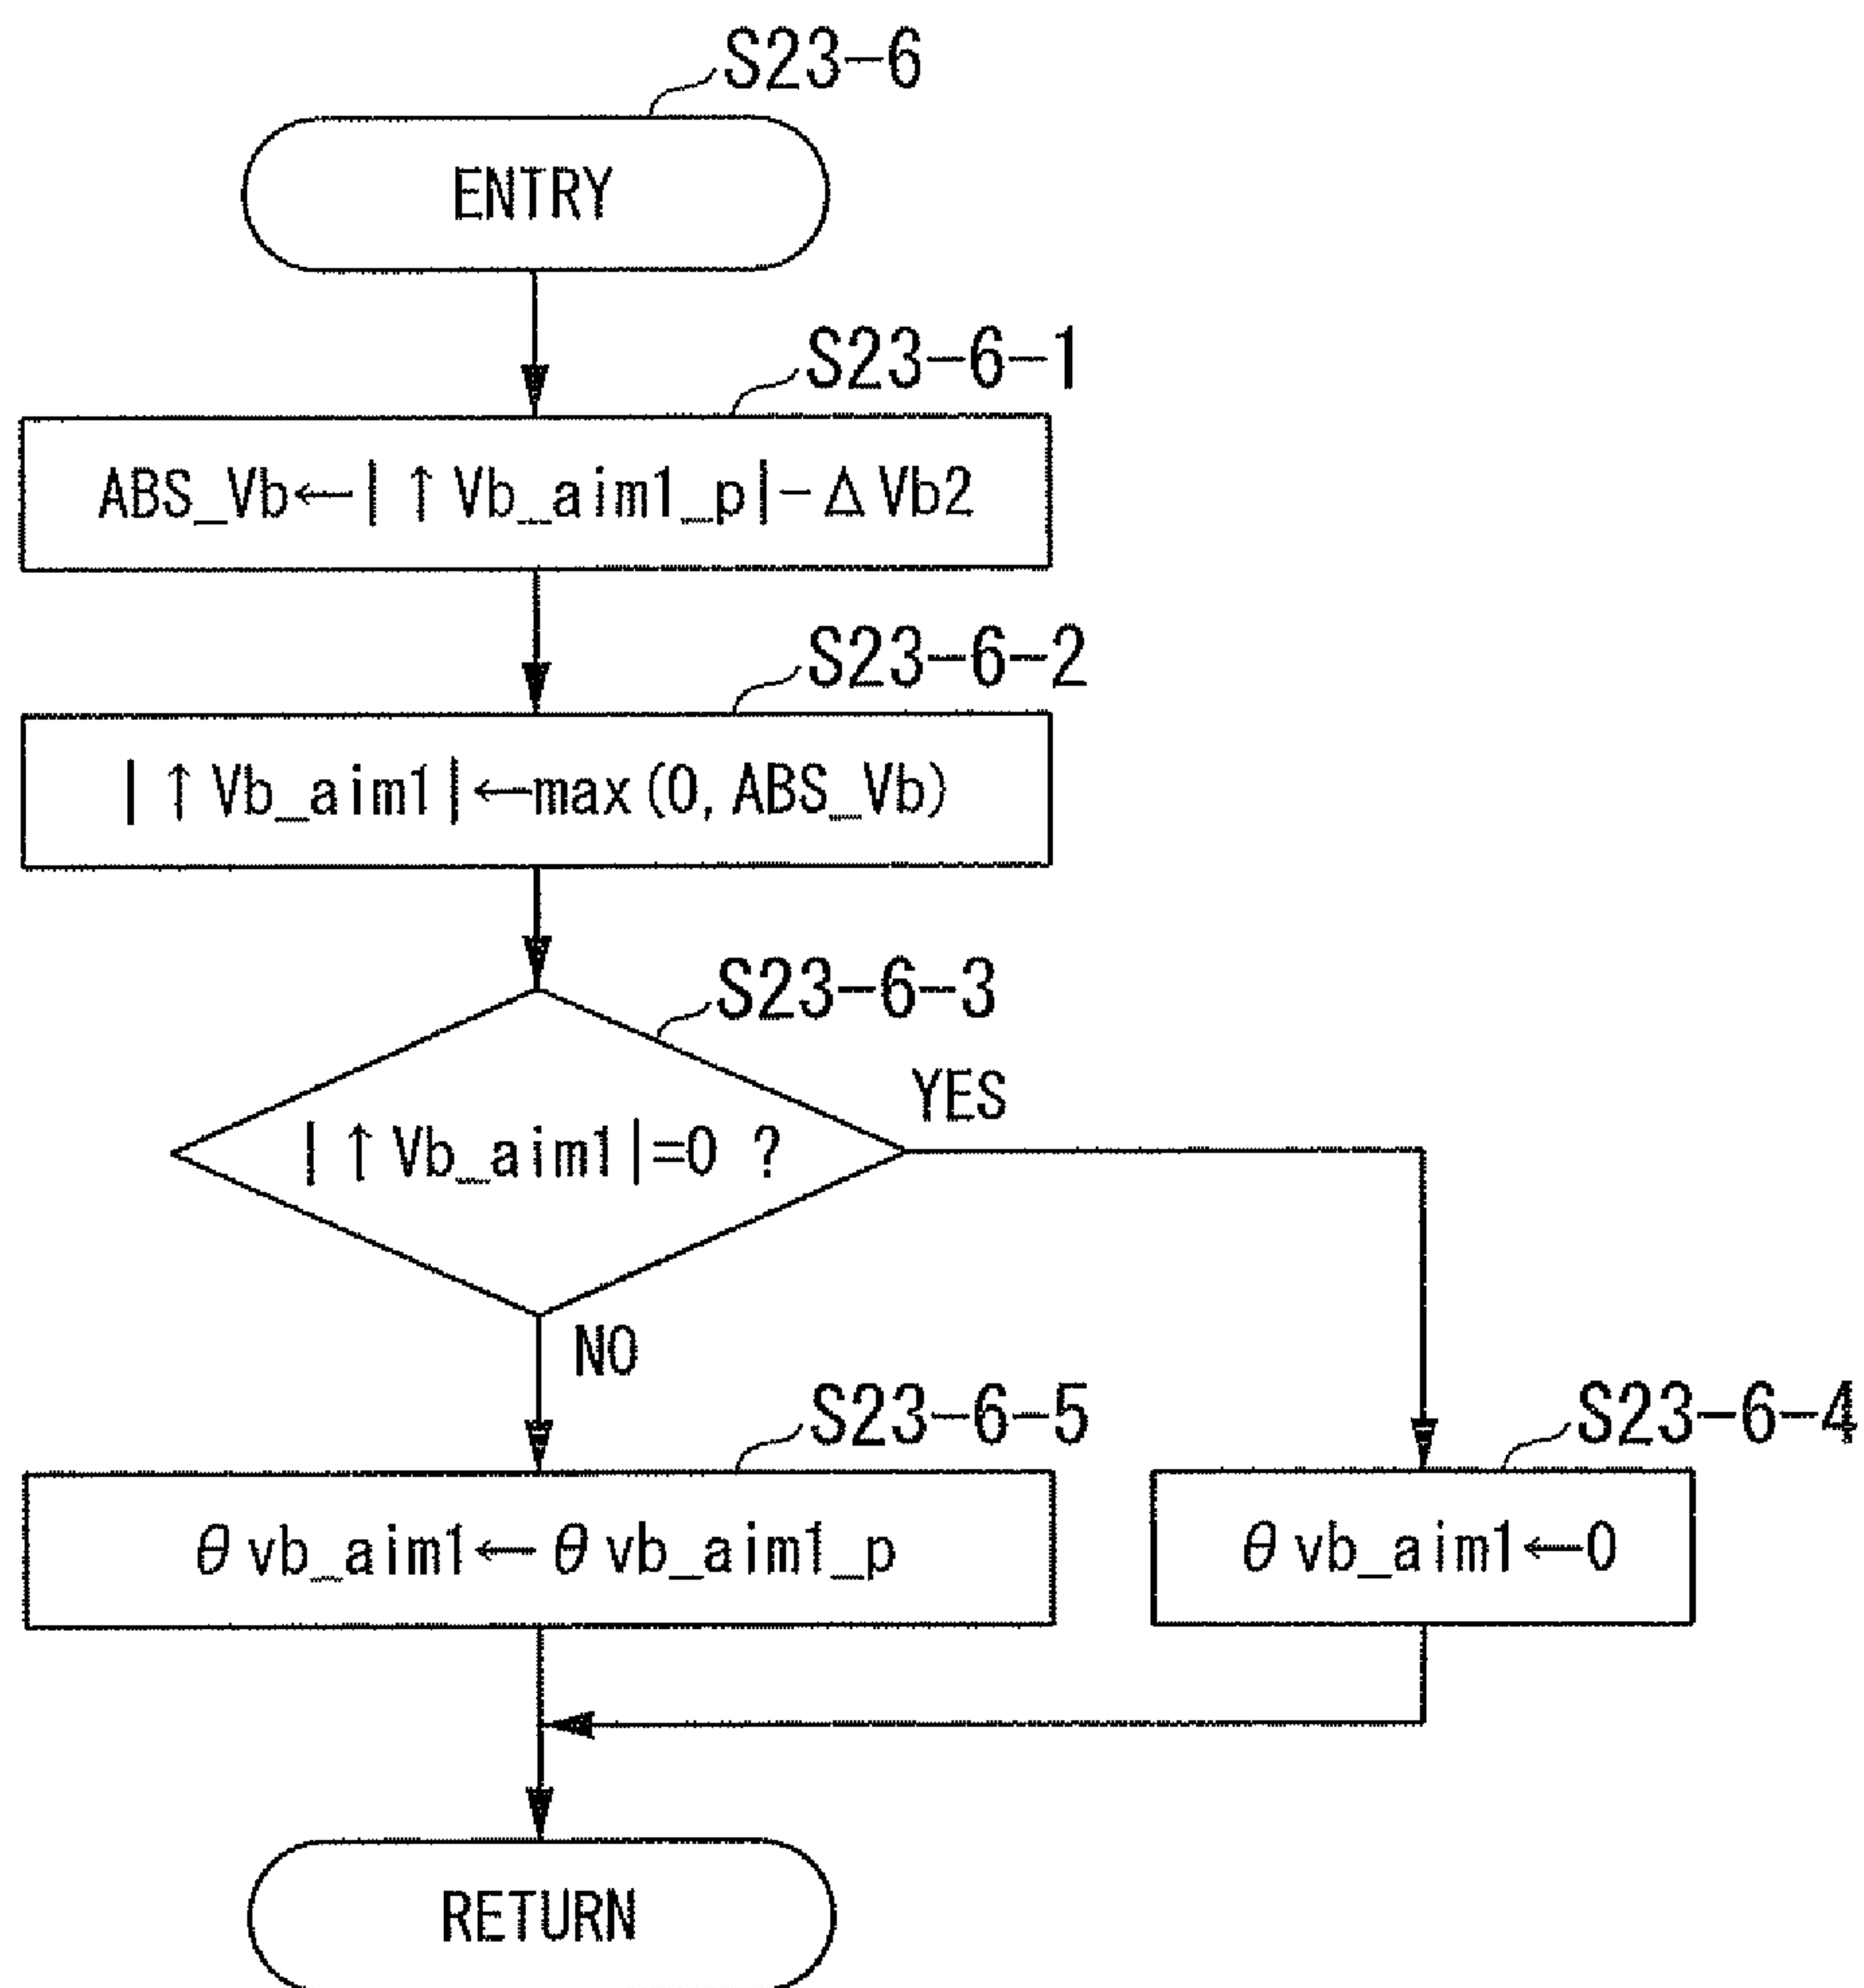 S23-6
ENTRY
S23-6-1
ABS_Vb←|↑Vb_aim1_p|-ΔVb2
S23-6-2
|↑Vb_aim1|←max(0,ABS_Vb)
S23-6-3
|↑Vb_aim1|=0 ?
YES
NO
S23-6-5
θvb_aim1←θvb_aim1_p
S23-6-4
θvb_aim1←0
RETURN